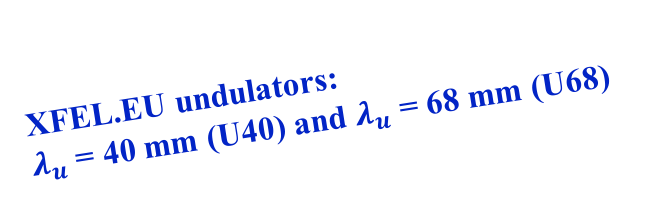 XFEL.EU undulators:
λu = 40 mm (U40) and λu = 68 mm (U68)